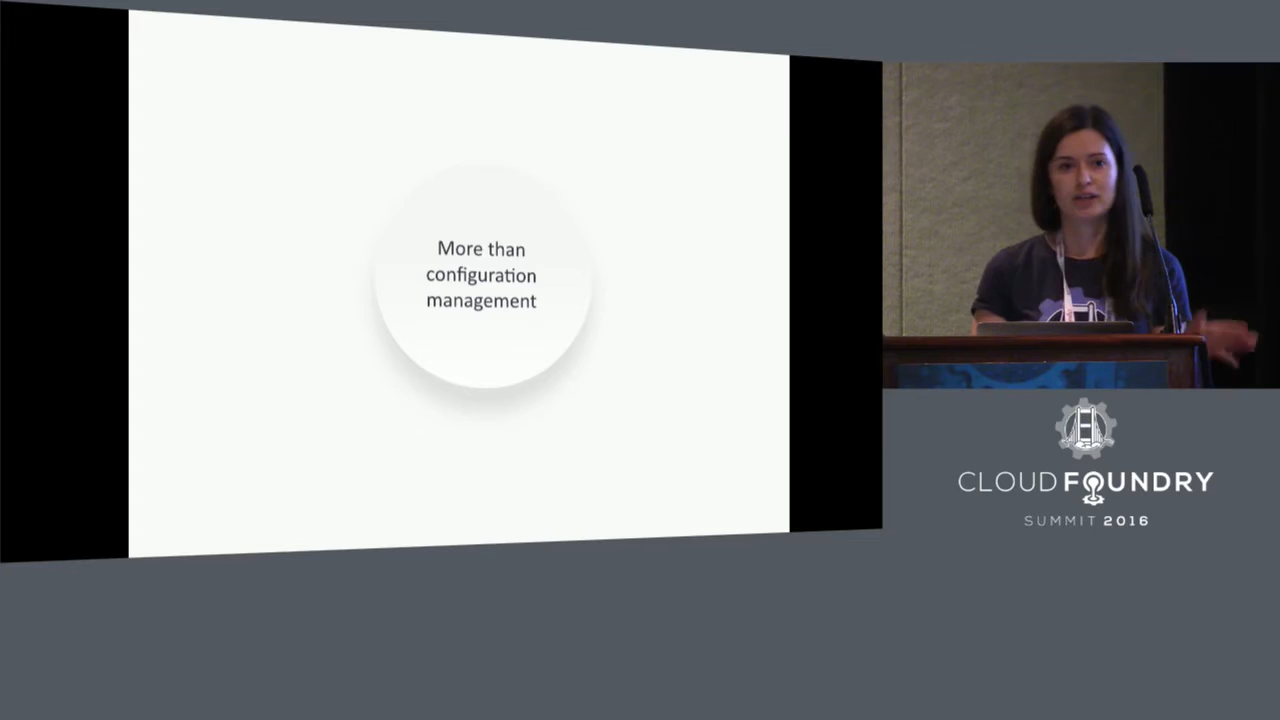 More than
configuration
management
CLOUD FOUNDRY
SUMMIT 2016